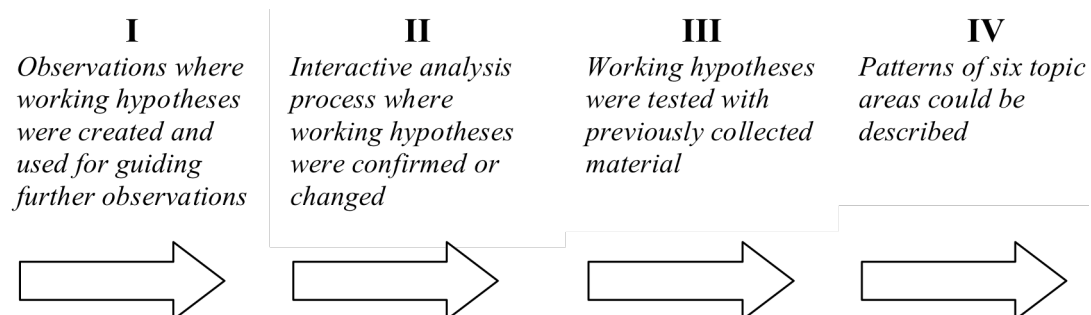 I
Observations where
working hypotheses
were created and
used for guiding
further observations
II
Interactive analysis
process where
working hypotheses
were confirmed or
changed
III
Working hypotheses
were tested with
previously collected
material
IV
Patterns of six topic
areas could be
described